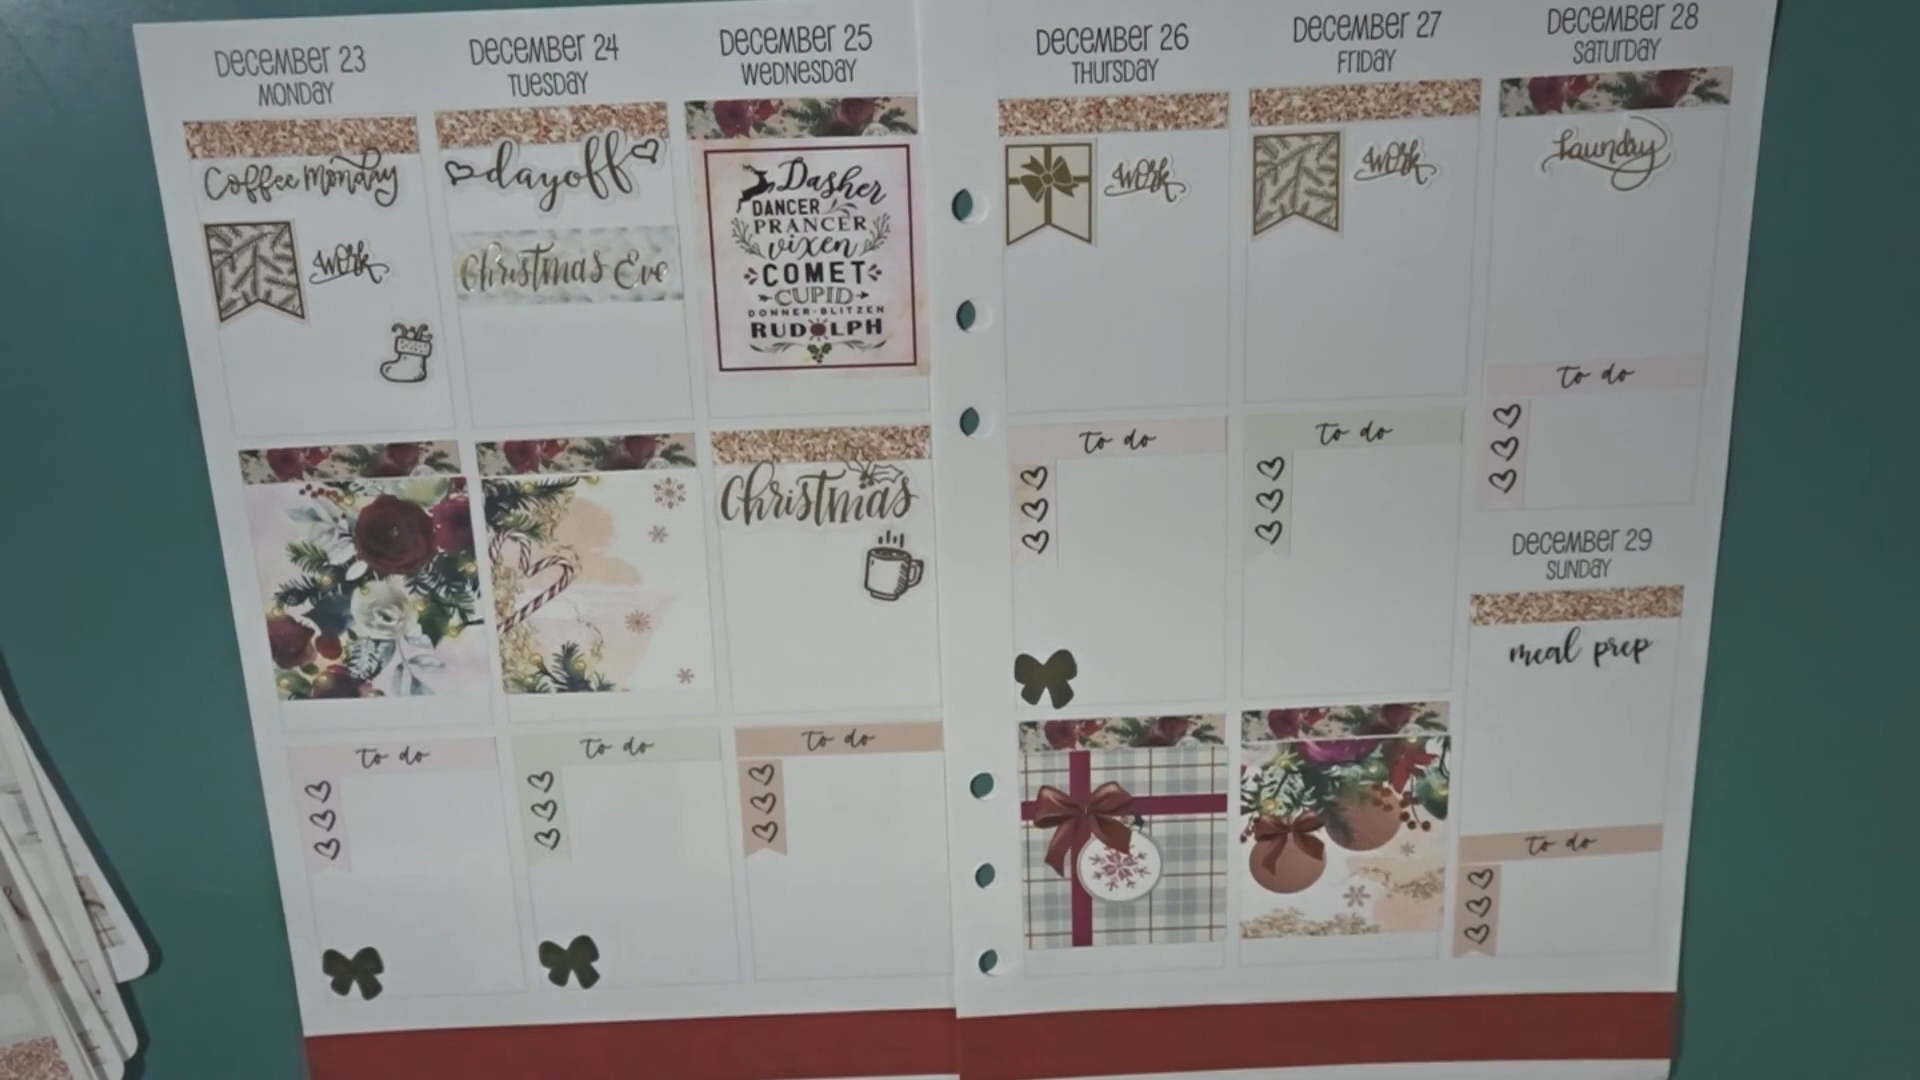 December 23
Monday
Coffee Monday
Work
To do
December 24
Tuesday
day off
Christmas Eve
To do
December 25
Wednesday
Dasher
DANCER
PRANCER
vixen
COMET
CUPID
DONNER-BLITZEN
RUDOLPH
Christmas
To do
December 26
Thursday
Work
To do
December 27
Friday
Work
To do
December 28
Saturday
Laundry
To do
December 29
Sunday
meal prep
To do